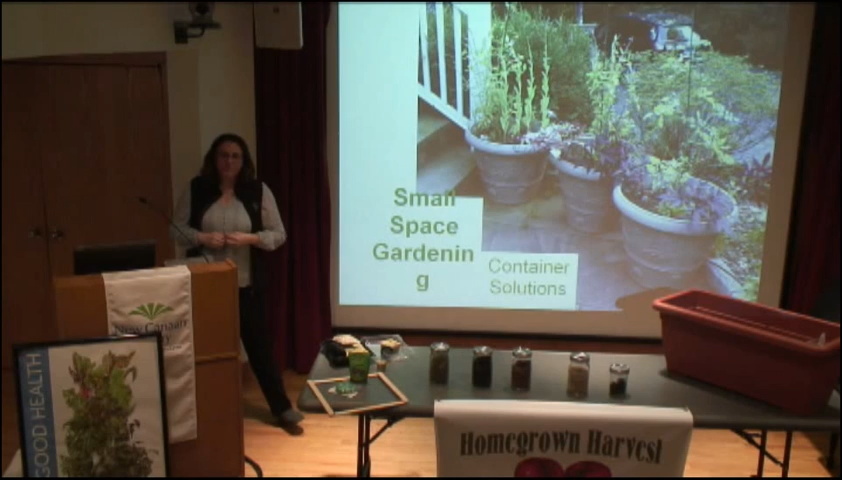 Small
Space
Gardenin
g
Container
Solutions
New Canaan
GOOD HEALTH
Homegrown Harvest